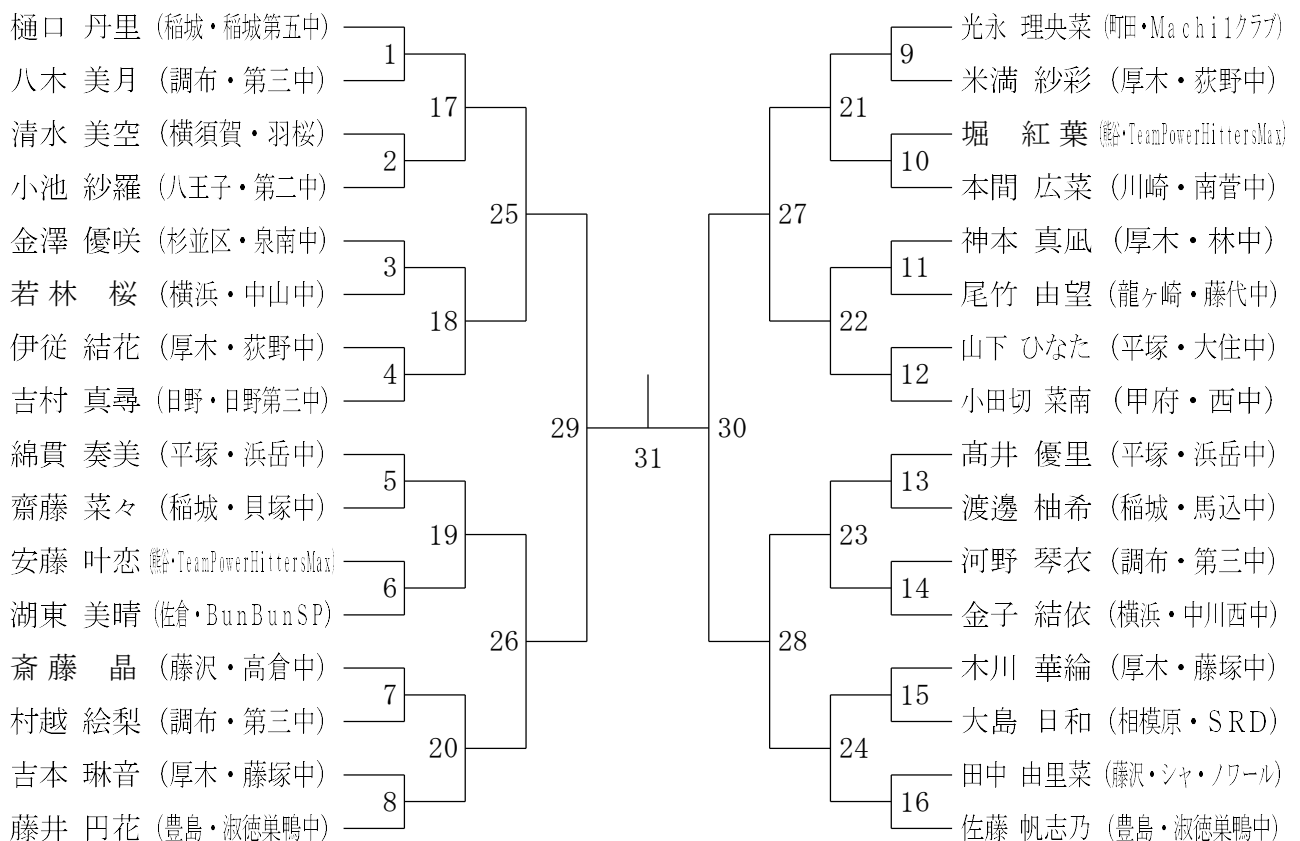 樋口 丹里 (稲城・稲城第五中)
八木 美月 (調布・第三中)
清水 美空 (横須賀・羽桜)
小池 紗羅 (八王子・第二中)
金澤 優咲 (杉並区・泉南中)
若林 桜 (横浜・中山中)
伊従 結花 (厚木・荻野中)
吉村 真尋 (日野・日野第三中)
綿貫 奏美 (平塚・浜岳中)
齋藤 菜々 (稲城・貝塚中)
安藤 叶恋 (熊谷・TeamPowerHittersMax)
湖東 美晴 (佐倉・BunBunSP)
斎藤 晶 (藤沢・高倉中)
村越 絵梨 (調布・第三中)
吉本 琳音 (厚木・藤塚中)
藤井 円花 (豊島・淑徳巣鴨中)
1
2
3
4
5
6
7
8
17
18
19
20
25
26
29
31
30
27
28
21
22
23
24
9
10
11
12
13
14
15
16
光永 理央菜 (町田・Machi1クラブ)
米満 紗彩 (厚木・荻野中)
堀 紅葉 (熊谷・TeamPowerHittersMax)
本間 広菜 (川崎・南菅中)
神本 真凪 (厚木・林中)
尾竹 由望 (龍ヶ崎・藤代中)
山下 ひなた (平塚・大住中)
小田切 菜南 (甲府・西中)
髙井 優里 (平塚・浜岳中)
渡邊 柚希 (稲城・馬込中)
河野 琴衣 (調布・第三中)
金子 結依 (横浜・中川西中)
木川 華綸 (厚木・藤塚中)
大島 日和 (相模原・SRD)
田中 由里菜 (藤沢・シャ・ノワール)
佐藤 帆志乃 (豊島・淑徳巣鴨中)